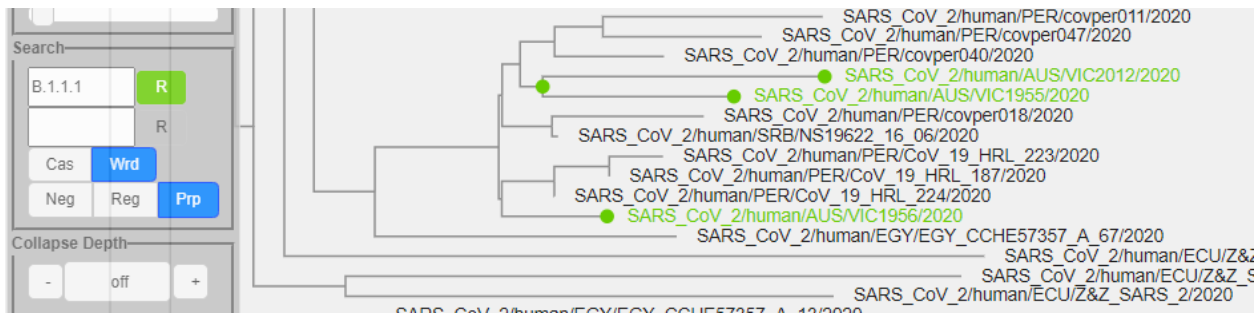 Search
B.1.1.1 R
R
Cas Wrd
Neg Reg Prp
Collapse Depth
- off +
SARS_CoV_2/human/PER/covper011/2020
SARS_CoV_2/human/PER/covper047/2020
SARS_CoV_2/human/PER/covper040/2020
SARS_CoV_2/human/AUS/VIC2012/2020
SARS_CoV_2/human/AUS/VIC1955/2020
SARS_CoV_2/human/PER/covper018/2020
SARS_CoV_2/human/SRB/NS19622_16_06/2020
SARS_CoV_2/human/PER/CoV_19_HRL_223/2020
SARS_CoV_2/human/PER/CoV_19_HRL_187/2020
SARS_CoV_2/human/PER/CoV_19_HRL_224/2020
SARS_CoV_2/human/AUS/VIC1956/2020
SARS_CoV_2/human/EGY/EGY_CCHE57357_A_67/2020
SARS_CoV_2/human/ECU/Z&Z
SARS_CoV_2/human/ECU/Z&Z_S
SARS_CoV_2/human/ECU/Z&Z_SARS_2/2020